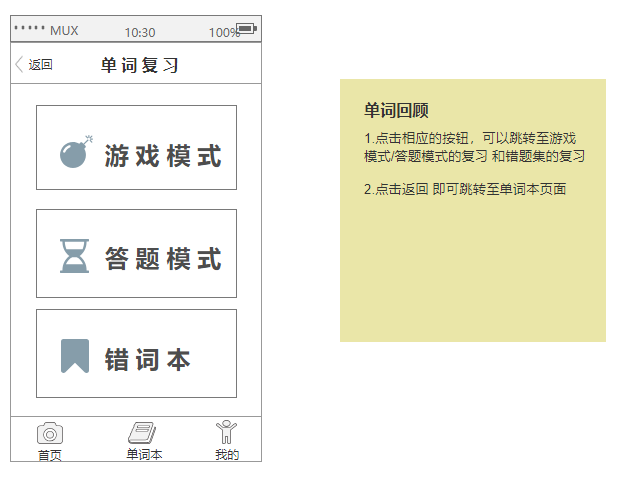 MUX 10:30 100%
返回 单词复习
游戏模式
答题模式
错词本
首页 单词本 我的
单词回顾
1.点击相应的按钮，可以跳转至游戏
模式/答题模式的复习 和错题集的复习
2.点击返回 即可跳转至单词本页面